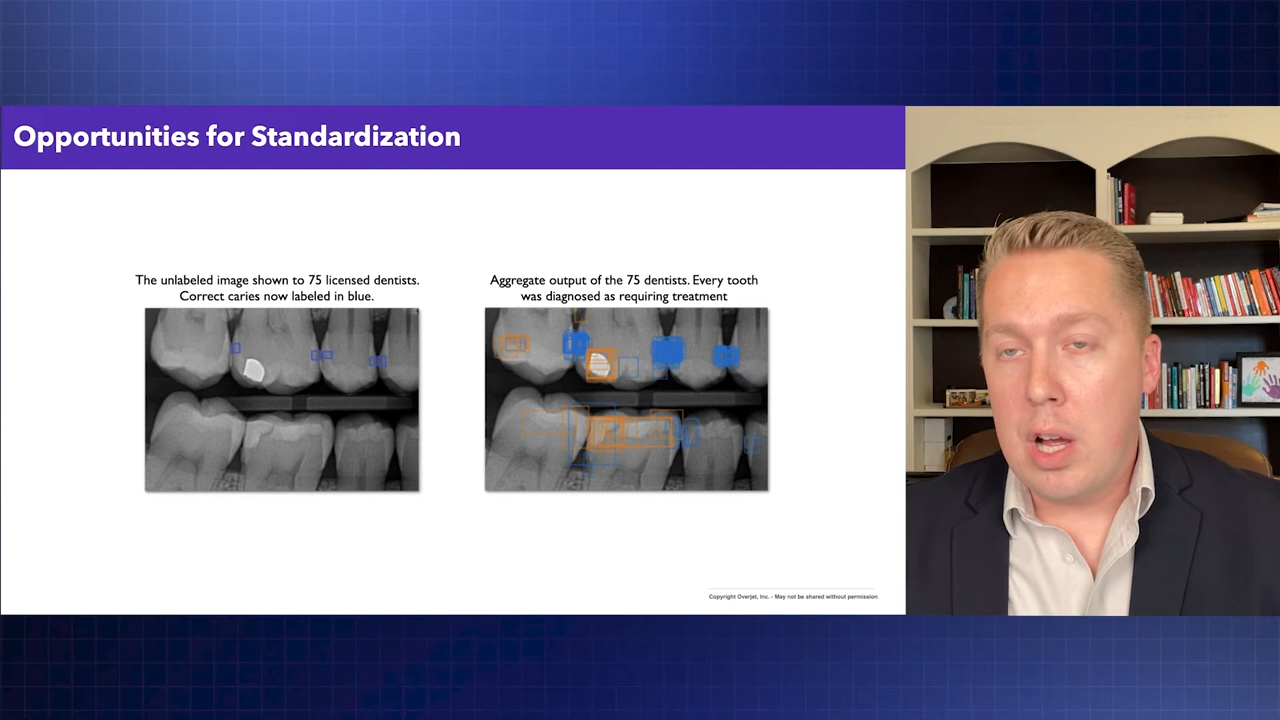 Opportunities for Standardization
The unlabeled image shown to 75 licensed dentists.
Correct caries now labeled in blue.
Aggregate output of the 75 dentists. Every tooth
was diagnosed as requiring treatment
Copyright Overjet, Inc. - May not be shared without permission